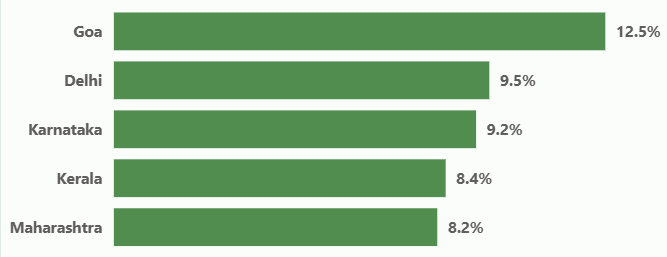 Goa 12.5%
Delhi 9.5%
Karnataka 9.2%
Kerala 8.4%
Maharashtra 8.2%